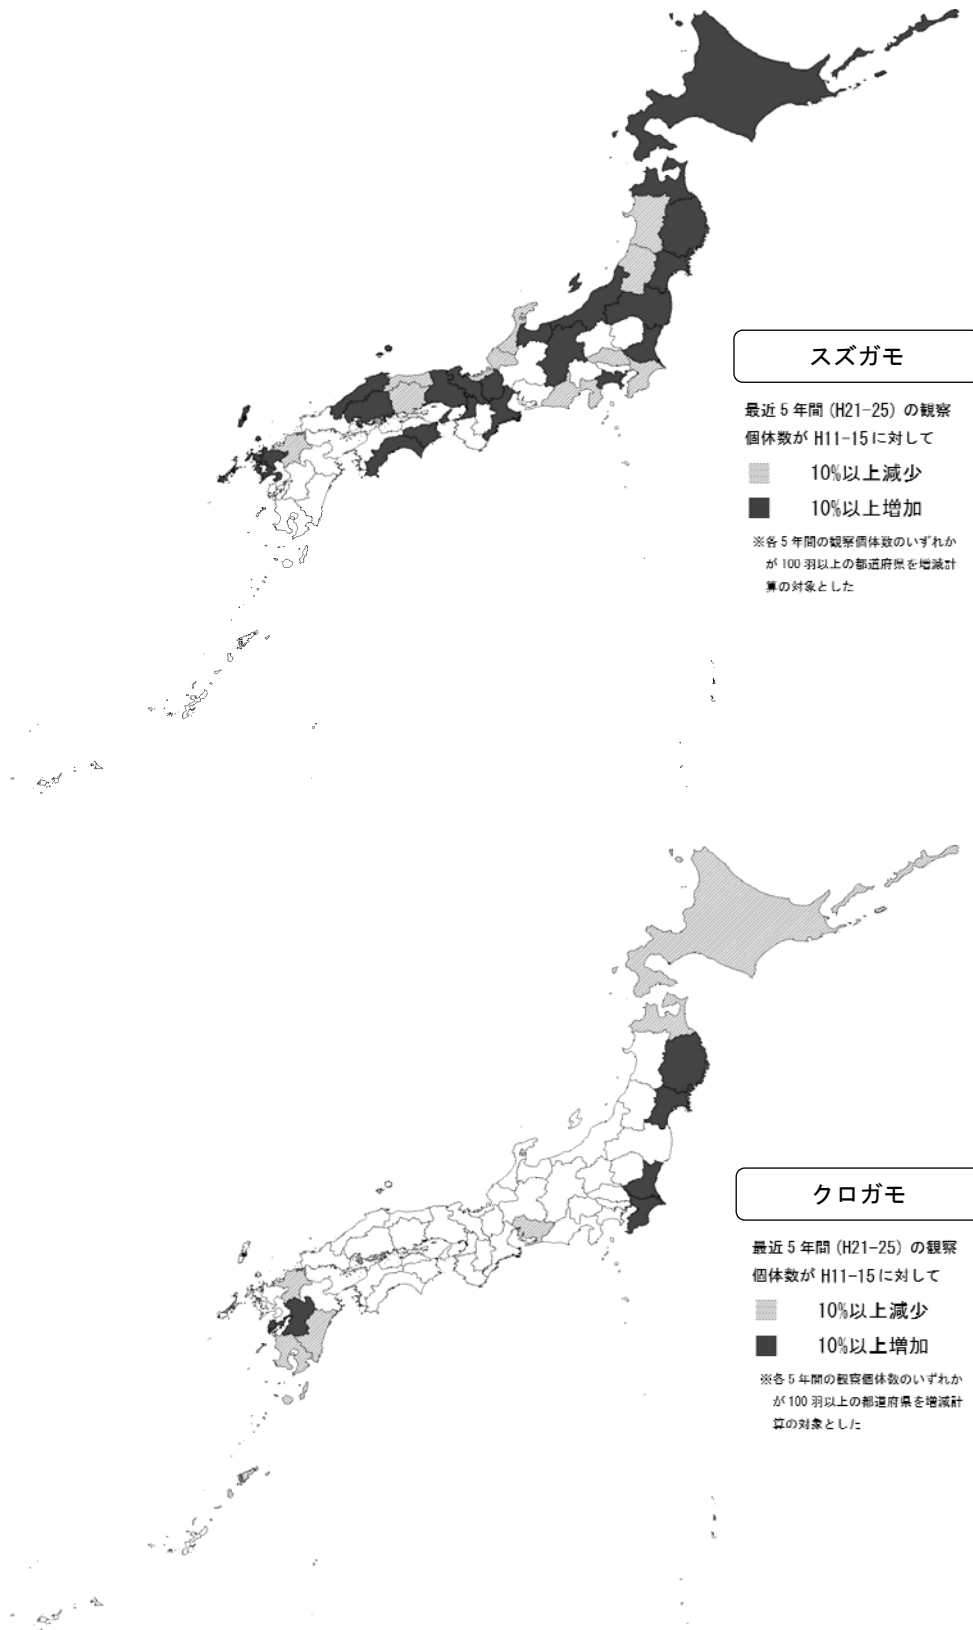 スズガモ
最近5年間(H21-25)の観察
個体数がH11-15に対して
10%以上減少
10%以上増加
※各5年間の観察個体数のいずれか
が100羽以上の都道府県を増減計
算の対象とした
クロガモ
最近5年間(H21-25)の観察
個体数がH11-15に対して
10%以上減少
10%以上増加
※各5年間の観察個体数のいずれか
が100羽以上の都道府県を増減計
算の対象とした